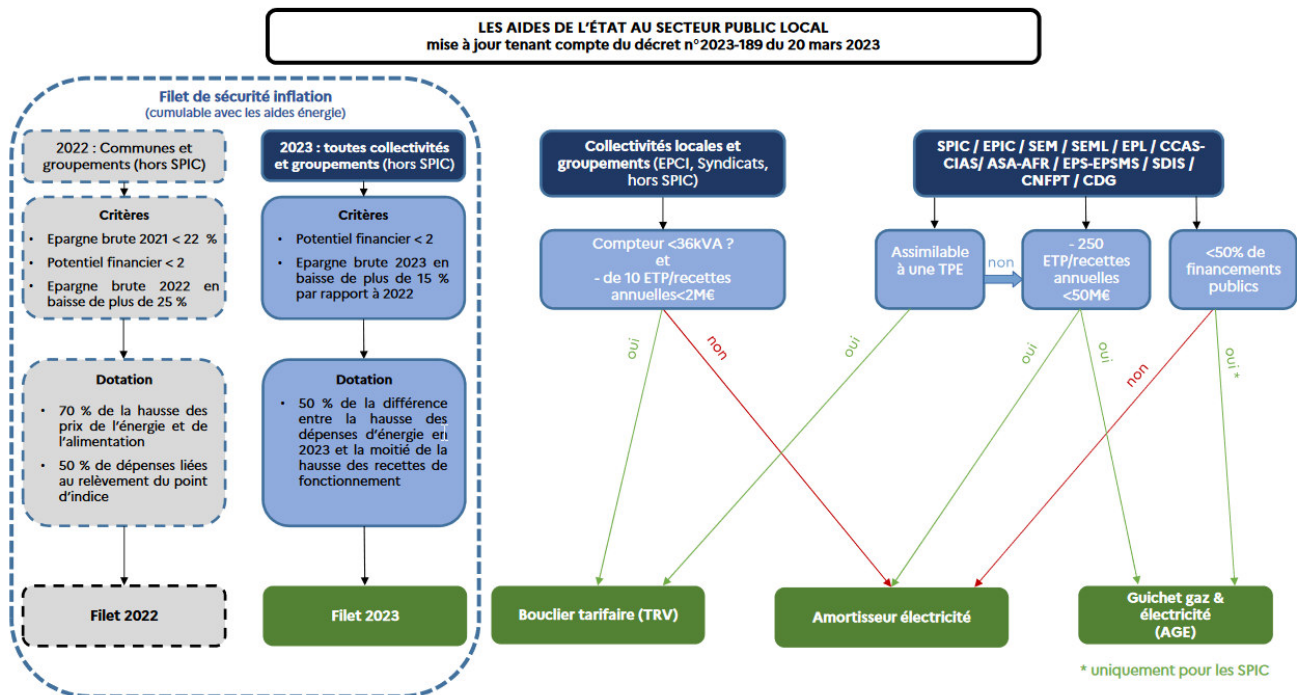 LES AIDES DE L'ÉTAT AU SECTEUR PUBLIC LOCAL
mise à jour tenant compte du décret n°2023-189 du 20 mars 2023
Filet de sécurité inflation
(cumulable avec les aides énergie)
2022 : Communes et
groupements (hors SPIC)
Critères
• Epargne brute 2021 < 22 %
• Potentiel financier < 2
• Epargne brute 2022 en
baisse de plus de 25 %
Dotation
• 70 % de la hausse des
prix de l'énergie et de
l'alimentation
• 50 % de dépenses liées
au relèvement du point
d'indice
Filet 2022
2023 : toutes collectivités
et groupements (hors SPIC)
Critères
• Potentiel financier < 2
• Epargne brute 2023 en
baisse de plus de 15 %
par rapport à 2022
Dotation
• 50 % de la différence
entre la hausse des
dépenses d'énergie en
2023 et la moitié de la
hausse des recettes de
fonctionnement
Filet 2023
Collectivités locales et
groupements (EPCI, Syndicats,
hors SPIC)
Compteur <36kVA ?
et
- de 10 ETP/recettes
annuelles<2M€
oui
non
SPIC / EPIC / SEM / SEML / EPL / CCAS-
CIAS/ ASA-AFR / EPS-EPSMS / SDIS /
CNFPT / CDG
Assimilable
à une TPE
non
- 250
ETP/recettes
annuelles
<50M€
<50% de
financements
publics
oui
oui
oui
non
oui *
Bouclier tarifaire (TRV)
Amortisseur électricité
Guichet gaz &
électricité
(AGE)
* uniquement pour les SPIC